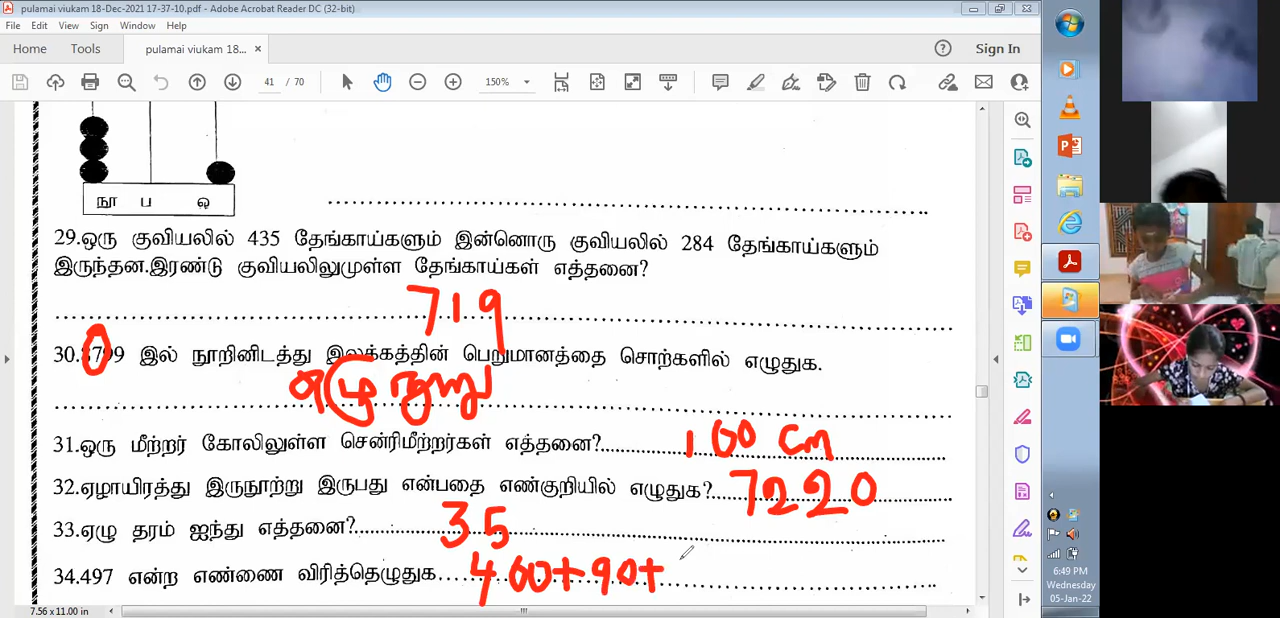 pulamai viukam 18-Dec-2021 17-37-10.pdf - Adobe Acrobat Reader DC (32-bit)
File Edit View Sign Window Help
Home Tools pulamai viukam 18... × Sign In
41 / 70 150%
நூ ப ஒ
29.ஒரு குவியலில் 435 தேங்காய்களும் இன்னொரு குவியலில் 284 தேங்காய்களும்
இருந்தன.இரண்டு குவியலிலுமுள்ள தேங்காய்கள் எத்தனை?
719
30.8799 இல் நூறினிடத்து இலக்கத்தின் பெறுமானத்தை சொற்களில் எழுதுக.
எழுநூறு
31.ஒரு மீற்றர் கோலிலுள்ள சென்ரிமீற்றர்கள் எத்தனை? 100 cm
32.ஏழாயிரத்து இருநூற்று இருபது என்பதை எண்குறியில் எழுதுக? 7220
33.ஏழு தரம் ஐந்து எத்தனை? 35
34.497 என்ற எண்ணை விரித்தெழுதுக. 400+90+
7.56 x 11.00 in
6:49 PM
Wednesday
05-Jan-22